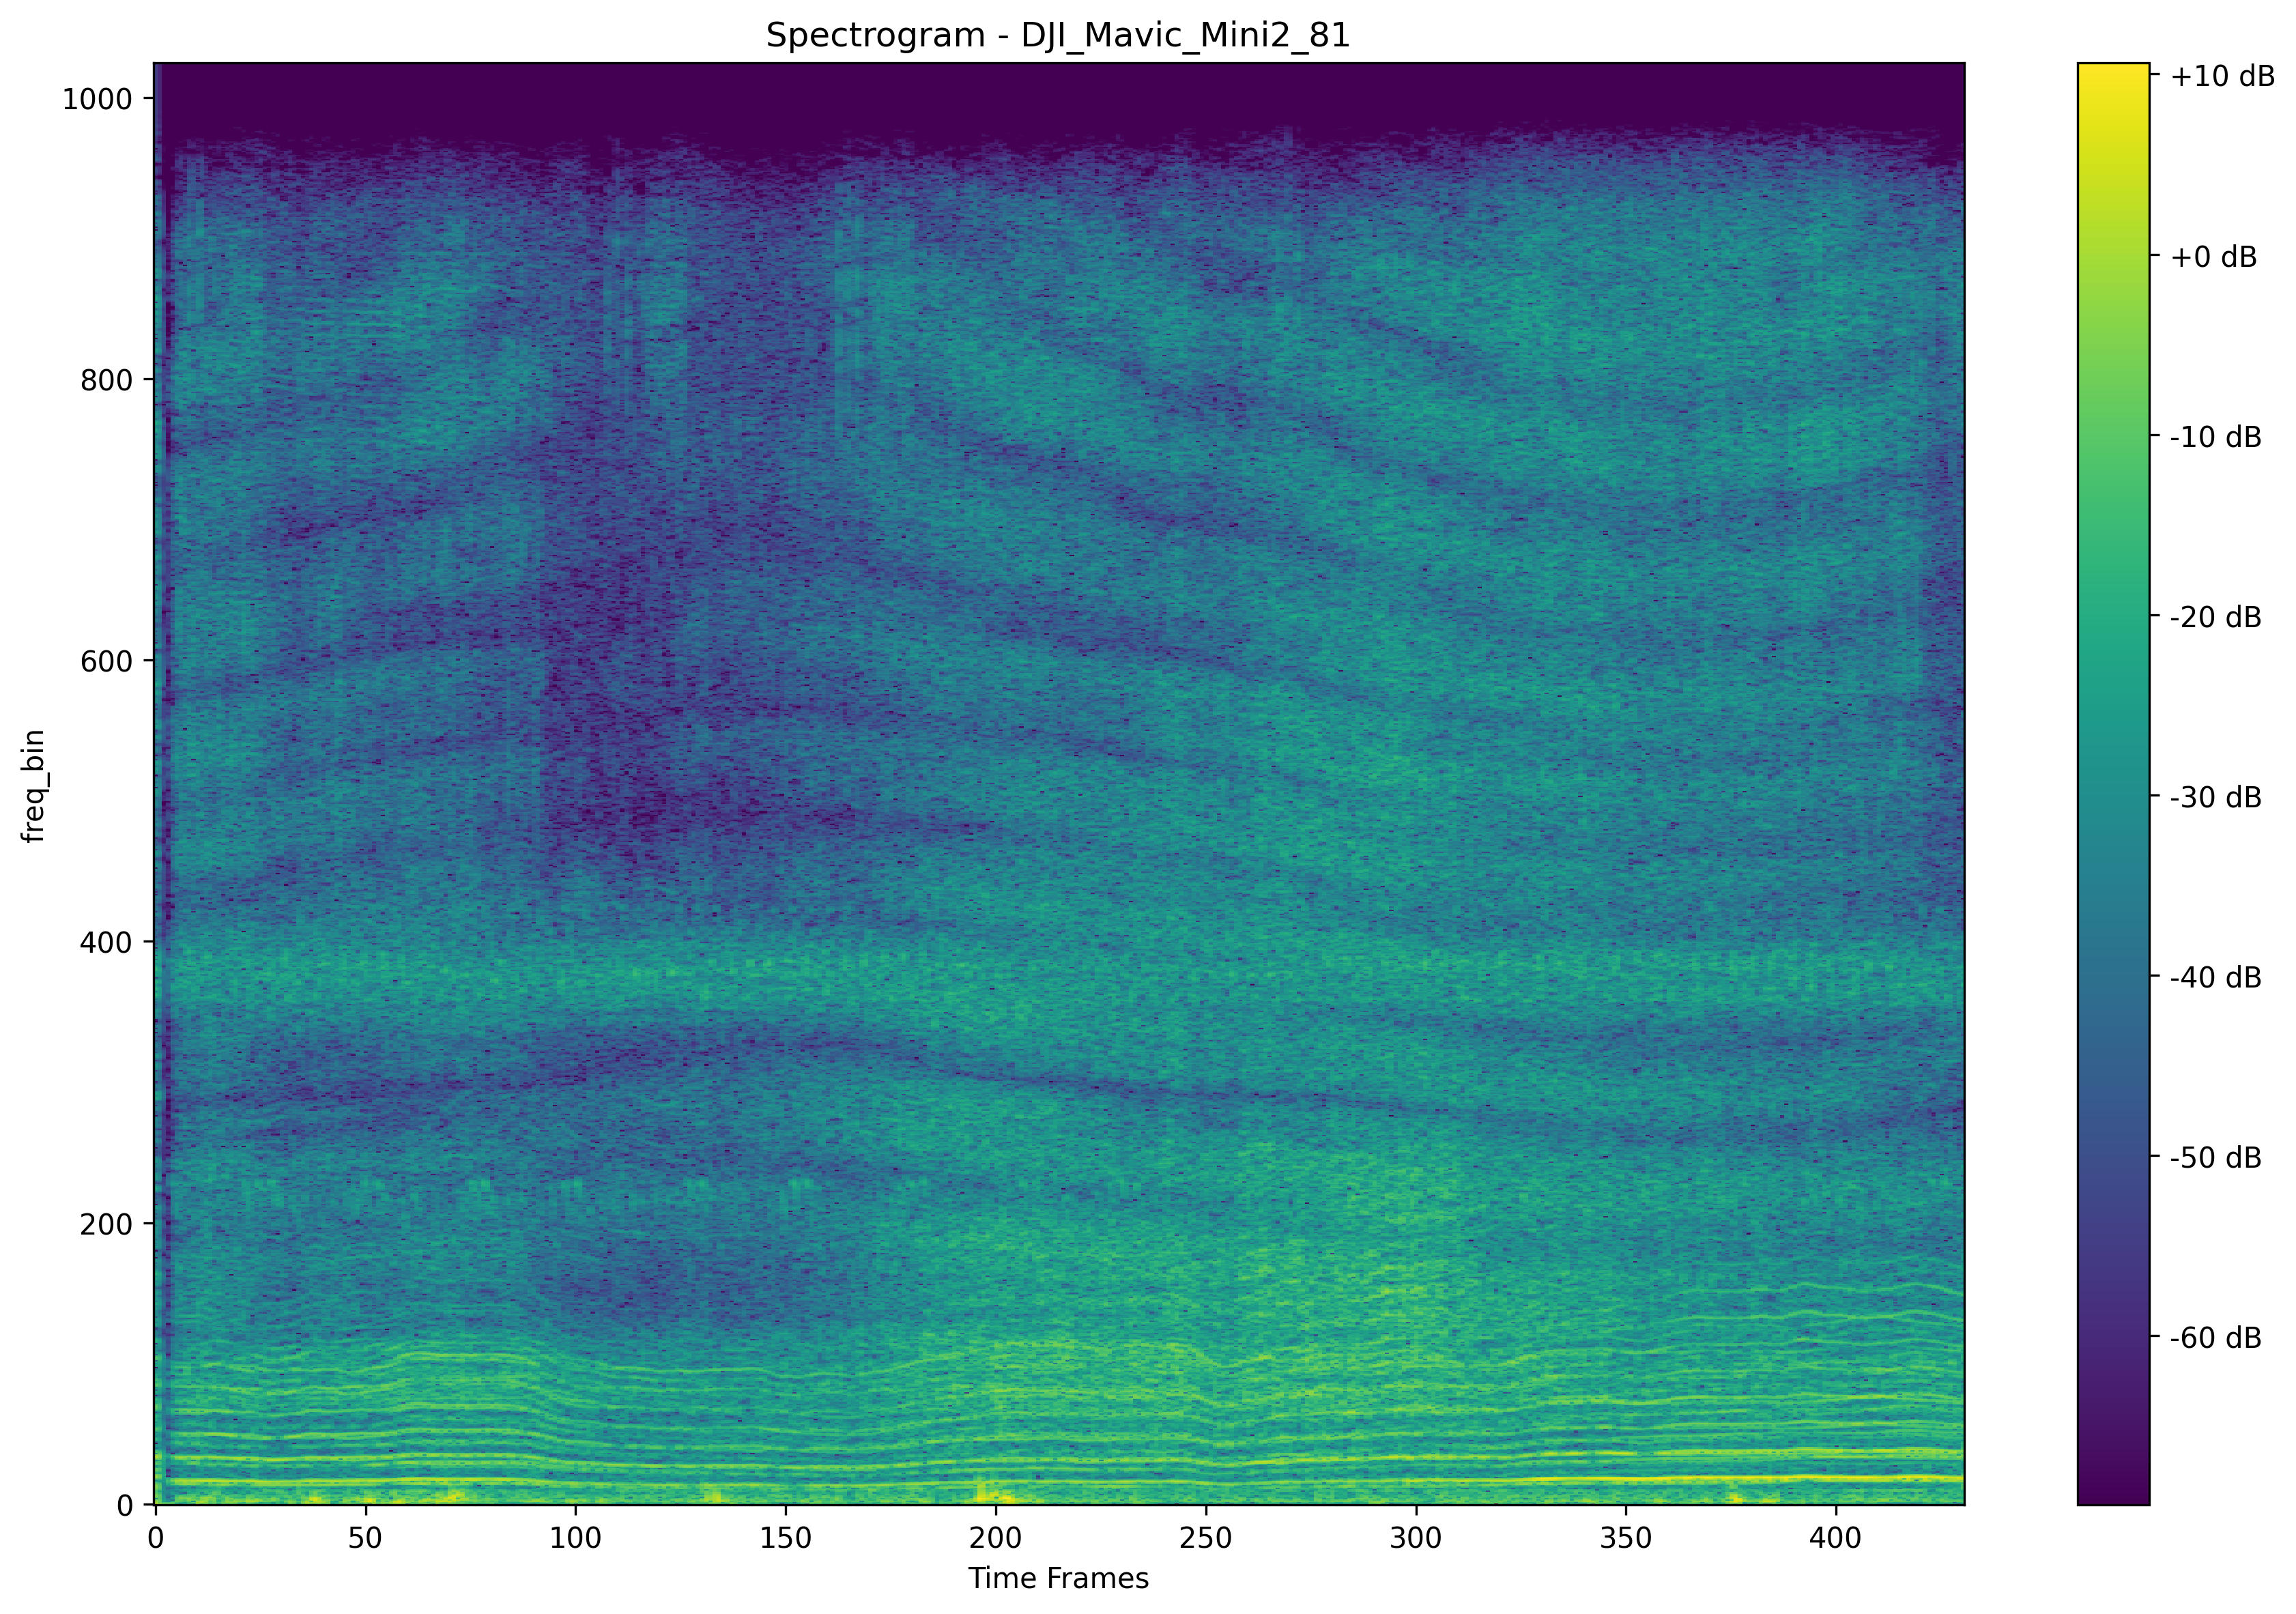 Spectrogram - DJI_Mavic_Mini2_81
1000
800
600
400
200
0
freq_bin
0 50 100 150 200 250 300 350 400
Time Frames
+10 dB
+0 dB
-10 dB
-20 dB
-30 dB
-40 dB
-50 dB
-60 dB